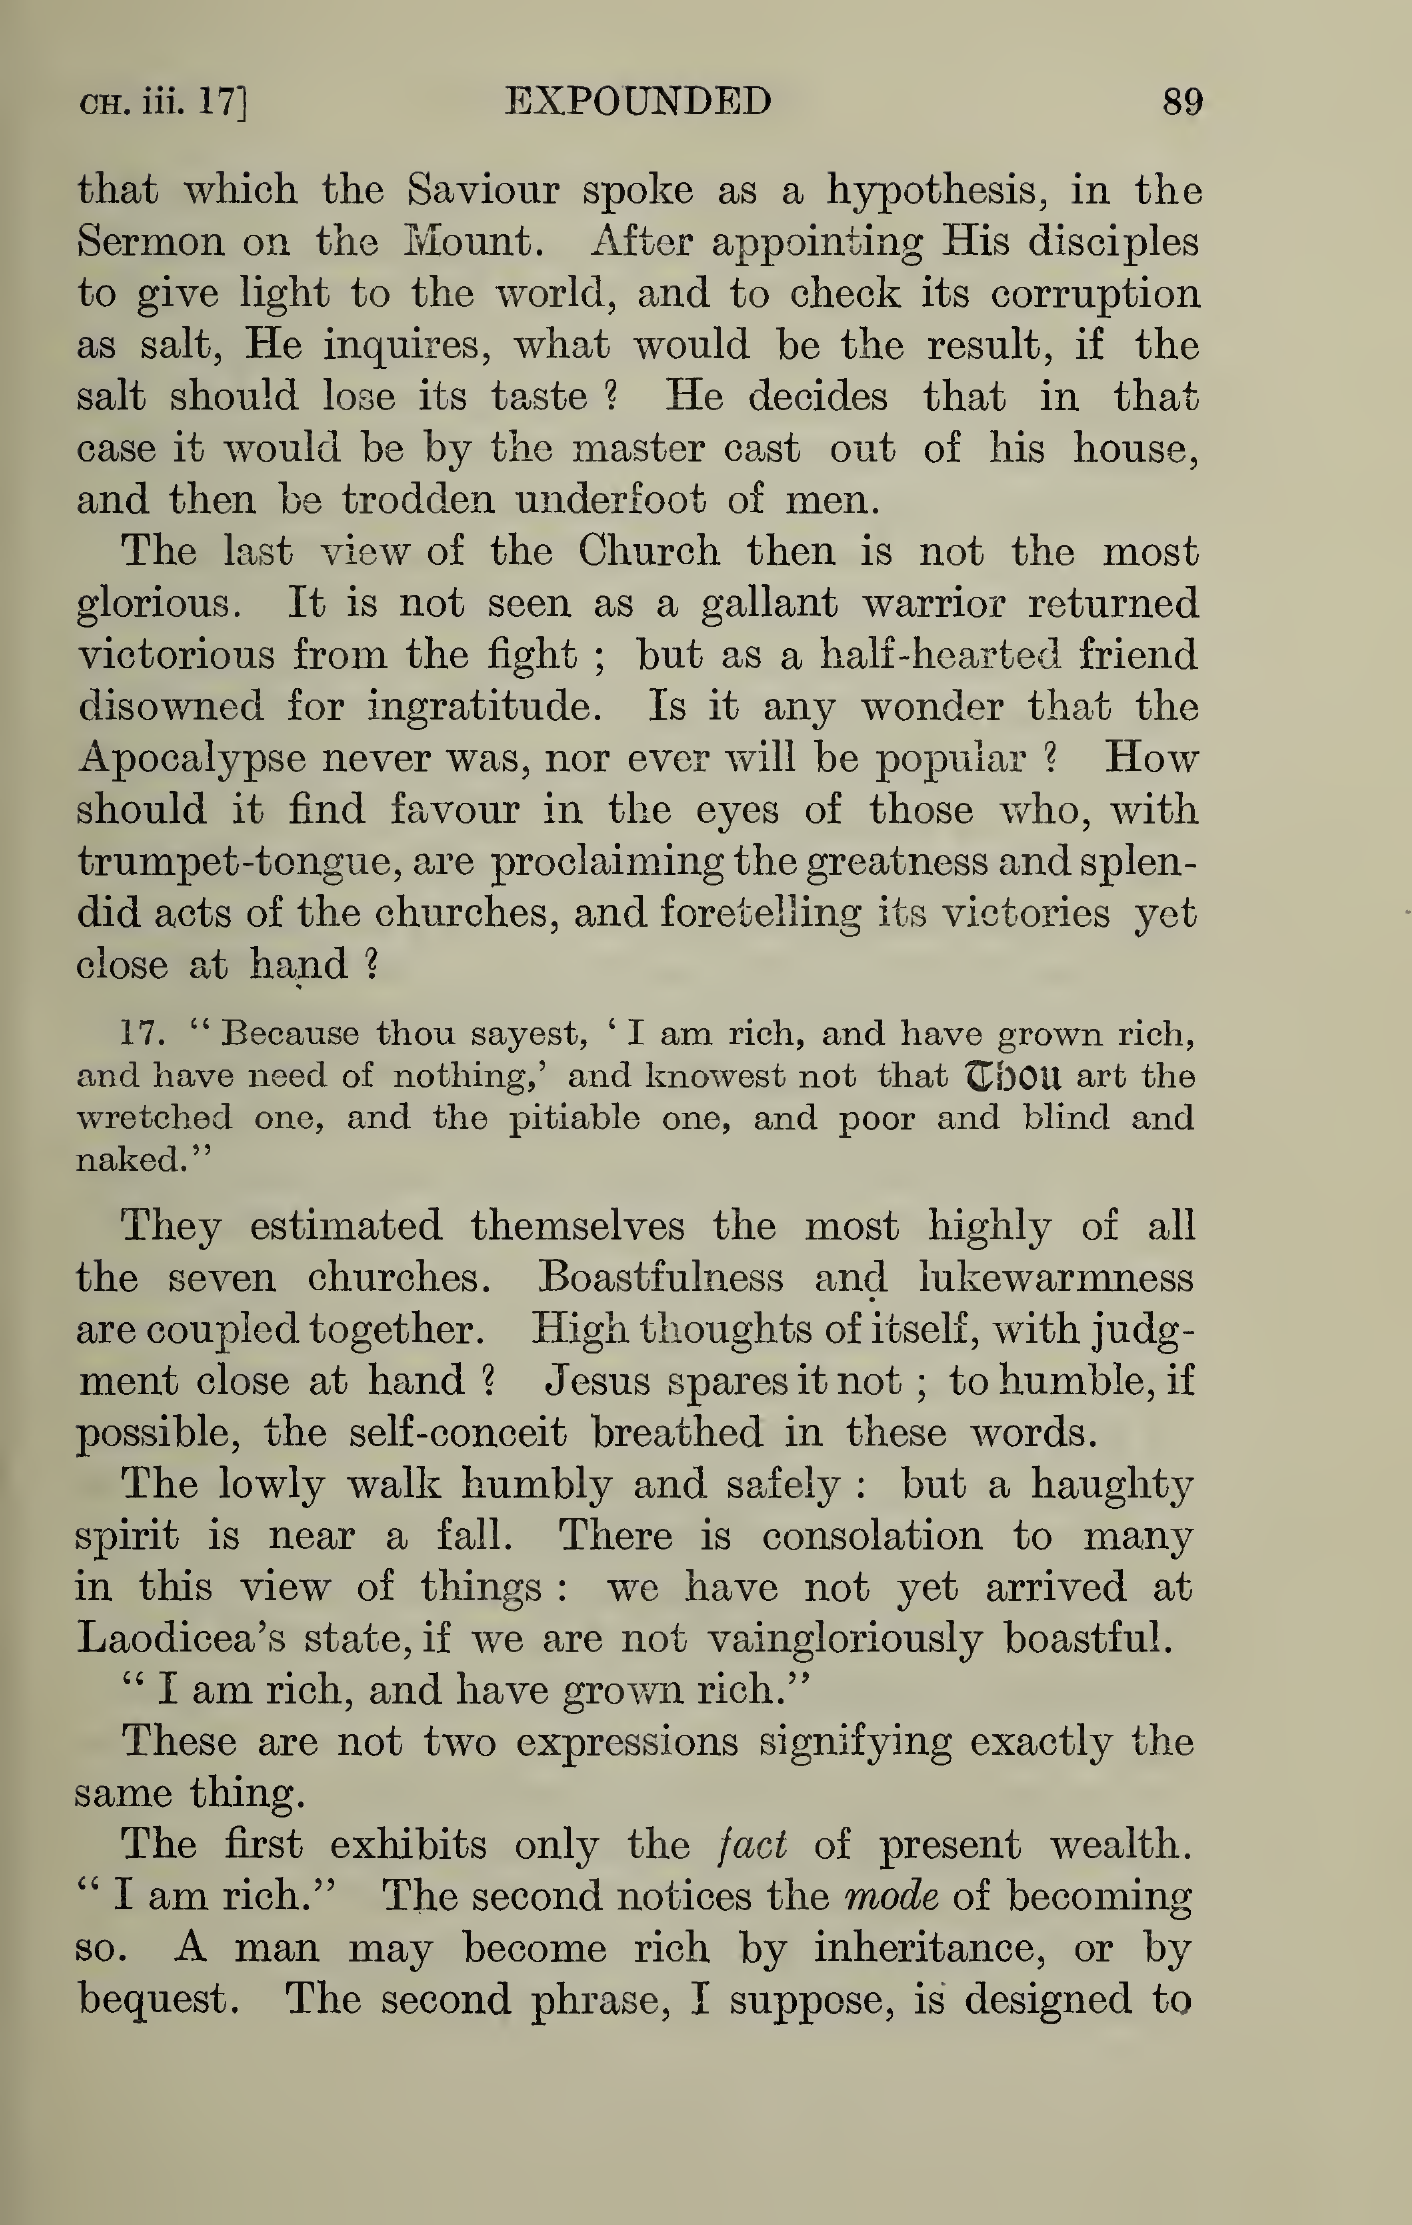 CH. iii. 17] EXPOUNDED 89
that which the Saviour spoke as a hypothesis, in the
Sermon on the Mount. After appointing His disciples
to give light to the world, and to check its corruption
as salt, He inquires, what would be the result, if the
salt should lose its taste ? He decides that in that
case it would be by the master cast out of his house,
and then be trodden underfoot of men.
The last view of the Church then is not the most
glorious. It is not seen as a gallant warrior returned
victorious from the fight ; but as a half-hearted friend
disowned for ingratitude. Is it any wonder that the
Apocalypse never was, nor ever will be popular ? How
should it find favour in the eyes of those who, with
trumpet-tongue, are proclaiming the greatness and splen-
did acts of the churches, and foretelling its victories yet
close at hand ?
17. “ Because thou sayest, ‘ I am rich, and have grown rich,
and have need of nothing,’ and knowest not that Thou art the
wretched one, and the pitiable one, and poor and blind and
naked.”
They estimated themselves the most highly of all
the seven churches. Boastfulness and lukewarmness
are coupled together. High thoughts of itself, with judg-
ment close at hand ? Jesus spares it not ; to humble, if
possible, the self-conceit breathed in these words.
The lowly walk humbly and safely : but a haughty
spirit is near a fall. There is consolation to many
in this view of things : we have not yet arrived at
Laodicea’s state, if we are not vaingloriously boastful.
“ I am rich, and have grown rich.”
These are not two expressions signifying exactly the
same thing.
The first exhibits only the fact of present wealth.
“ I am rich.” The second notices the mode of becoming
so. A man may become rich by inheritance, or by
bequest. The second phrase, I suppose, is designed to